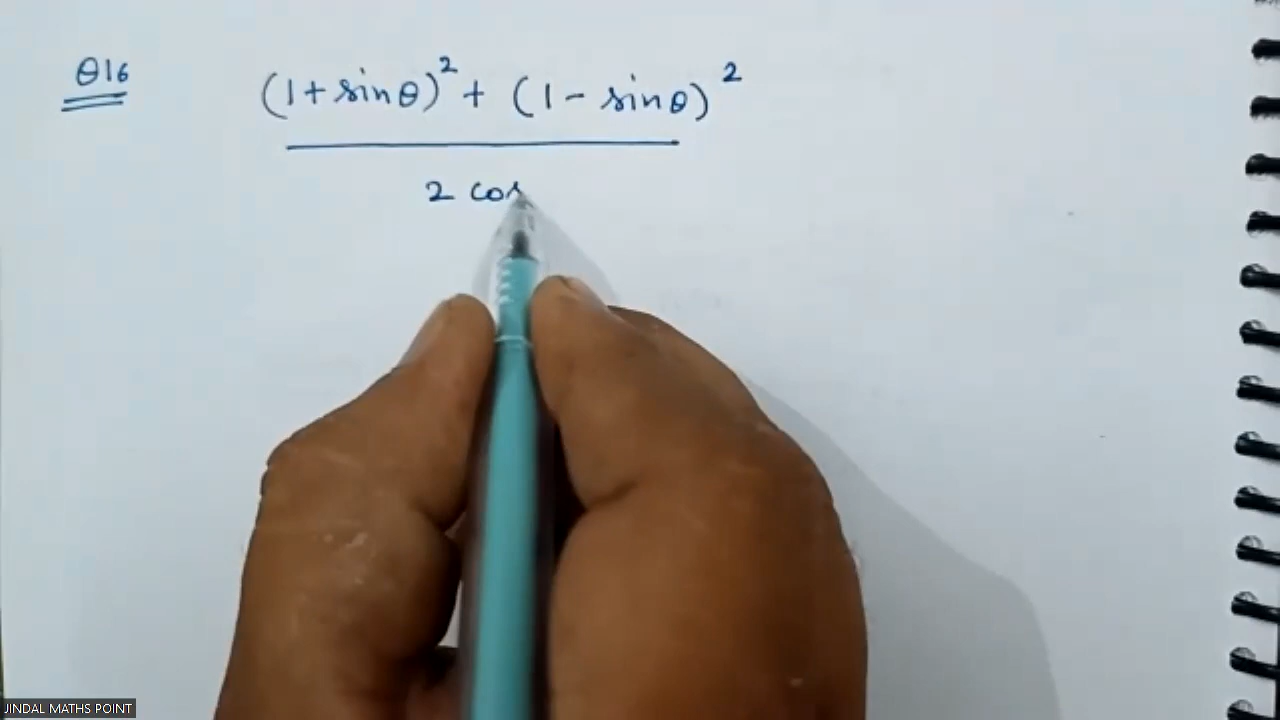 Q16
(1 + sinθ)² + (1 - sinθ)²
2 cos
JINDAL MATHS POINT